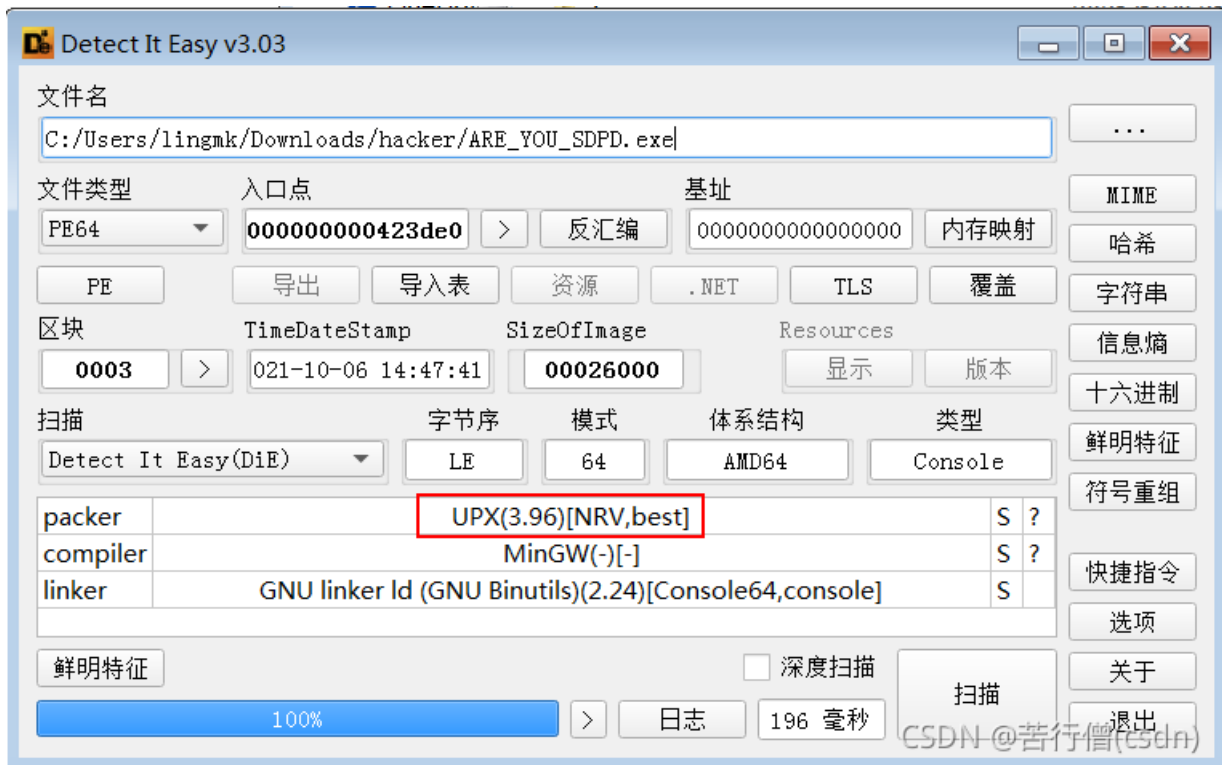 Detect It Easy v3.03
文件名
C:/Users/lingmk/Downloads/hacker/ARE_YOU_SDPD.exe
...
文件类型 入口点 基址
PE64 000000000423de0 > 反汇编 0000000000000000 内存映射
MIME
哈希
PE 导出 导入表 资源 .NET TLS 覆盖
字符串
区块 TimeDateStamp SizeOfImage Resources
信息熵
0003 > 021-10-06 14:47:41 00026000 显示 版本
十六进制
扫描 字节序 模式 体系结构 类型
鲜明特征
Detect It Easy(DiE) LE 64 AMD64 Console
符号重组
packer UPX(3.96)[NRV,best] S ?
compiler MinGW(-)[-] S ?
快捷指令
linker GNU linker ld (GNU Binutils)(2.24)[Console64,console] S
选项
鲜明特征 深度扫描 扫描
关于
100% > 日志 196 毫秒
退出
CSDN @苦行僧(csdn)